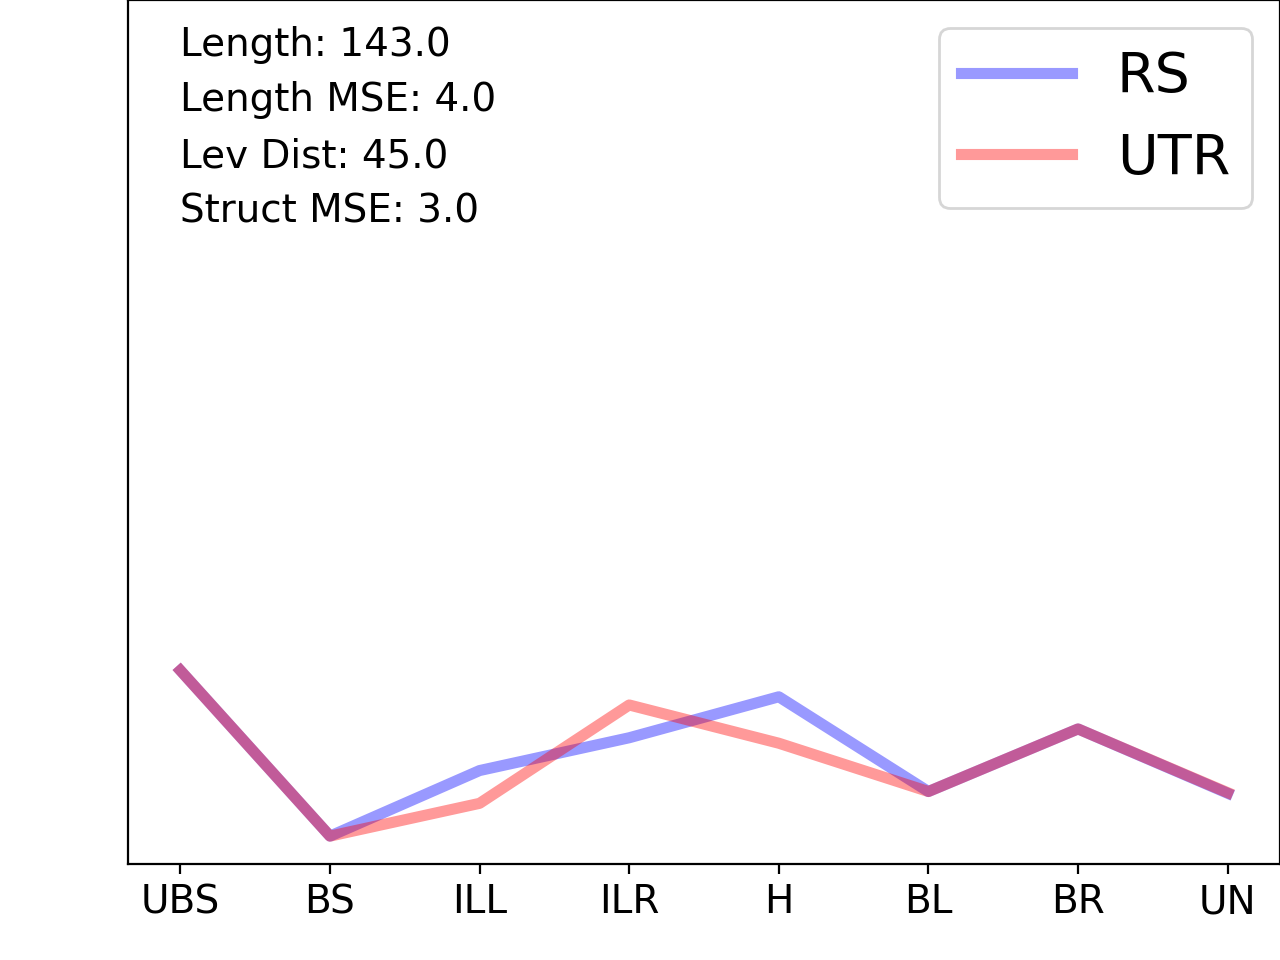 Length: 143.0
Length MSE: 4.0
Lev Dist: 45.0
Struct MSE: 3.0
RS
UTR
UBS BS ILL ILR H BL BR UN